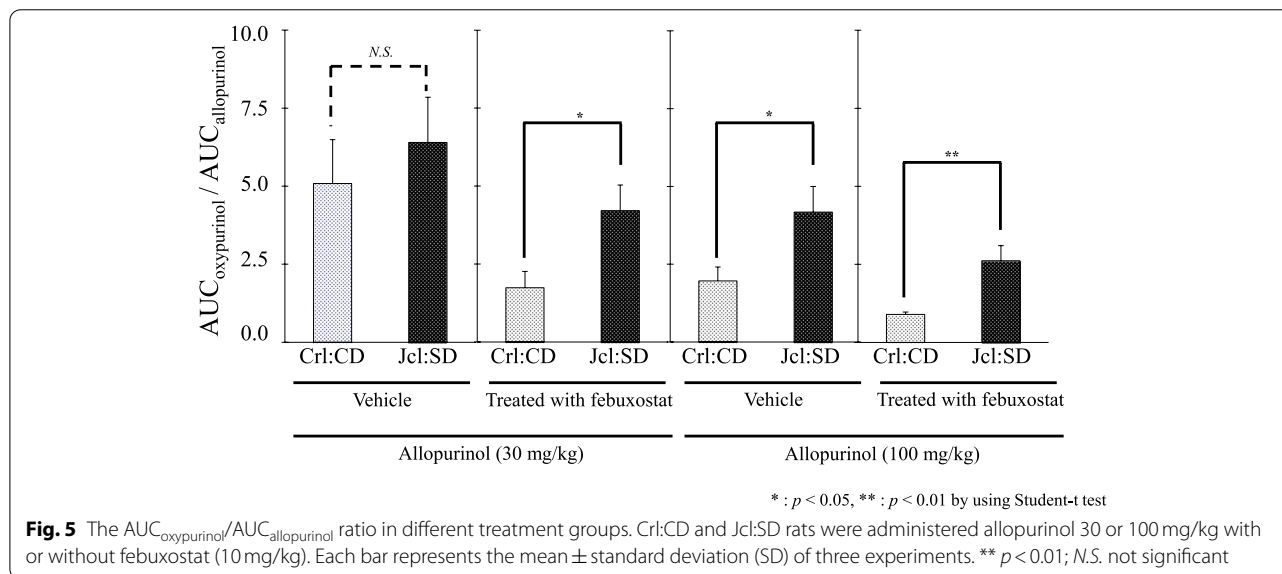 10.0
7.5
5.0
2.5
0.0
AUCoxypurinol / AUCallopurinol
N.S.
*
*
**
Crl:CD Jcl:SD Crl:CD Jcl:SD Crl:CD Jcl:SD Crl:CD Jcl:SD
Vehicle Treated with febuxostat Vehicle Treated with febuxostat
Allopurinol (30 mg/kg) Allopurinol (100 mg/kg)
* : p < 0.05, ** : p < 0.01 by using Student-t test
Fig. 5 The AUCoxypurinol/AUCallopurinol ratio in different treatment groups. Crl:CD and Jcl:SD rats were administered allopurinol 30 or 100 mg/kg with
or without febuxostat (10 mg/kg). Each bar represents the mean ± standard deviation (SD) of three experiments. ** p < 0.01; N.S. not significant